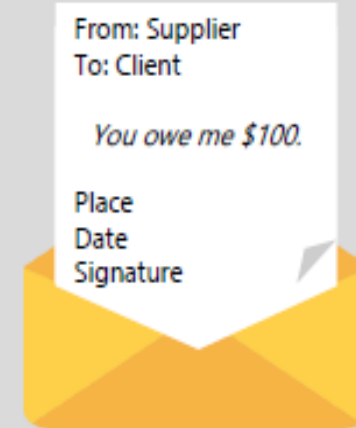 From: Supplier
To: Client
You owe me $100.
Place
Date
Signature